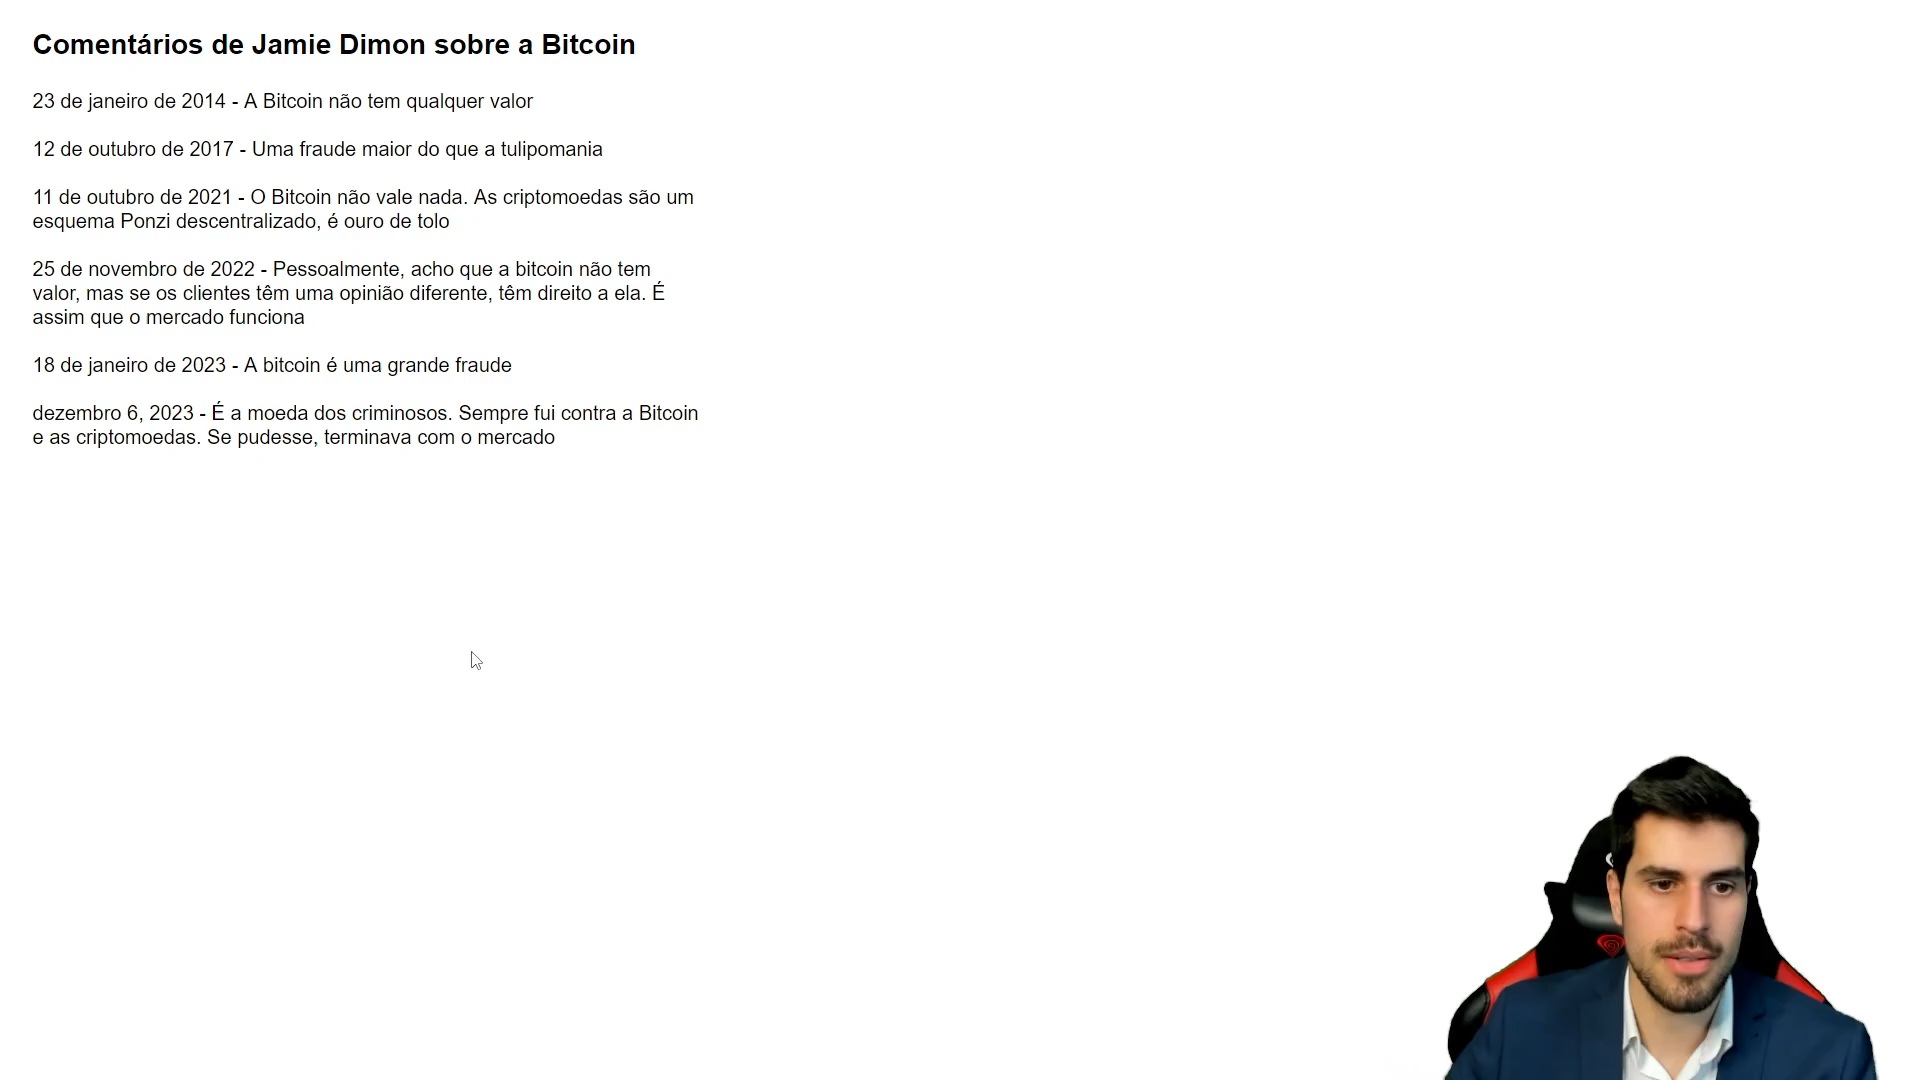 Comentários de Jamie Dimon sobre a Bitcoin
23 de janeiro de 2014 - A Bitcoin não tem qualquer valor
12 de outubro de 2017 - Uma fraude maior do que a tulipomania
11 de outubro de 2021 - O Bitcoin não vale nada. As criptomoedas são um
esquema Ponzi descentralizado, é ouro de tolo
25 de novembro de 2022 - Pessoalmente, acho que a bitcoin não tem
valor, mas se os clientes têm uma opinião diferente, têm direito a ela. É
assim que o mercado funciona
18 de janeiro de 2023 - A bitcoin é uma grande fraude
dezembro 6, 2023 - É a moeda dos criminosos. Sempre fui contra a Bitcoin
e as criptomoedas. Se pudesse, terminava com o mercado